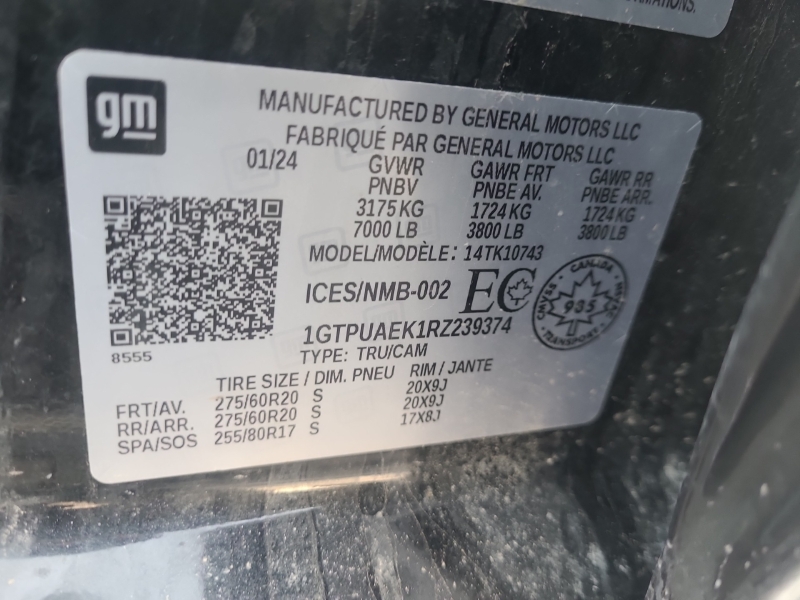 FORMATIONS.
gm
MANUFACTURED BY GENERAL MOTORS LLC
FABRIQUÉ PAR GENERAL MOTORS LLC
01/24 GVWR GAWR FRT GAWR RR
PNBV PNBE AV. PNBE ARR.
3175 KG 1724 KG 1724 KG
7000 LB 3800 LB 3800 LB
MODEL/MODÈLE: 14TK10743
ICES/NMB-002 EC
CANADA
CMVSS 935
TRANSPORT
1GTPUAEK1RZ239374
8555
TYPE: TRU/CAM
TIRE SIZE / DIM. PNEU RIM / JANTE
FRT/AV. 275/60R20 S 20X9J
RR/ARR. 275/60R20 S 20X9J
SPA/SOS 255/80R17 S 17X8J